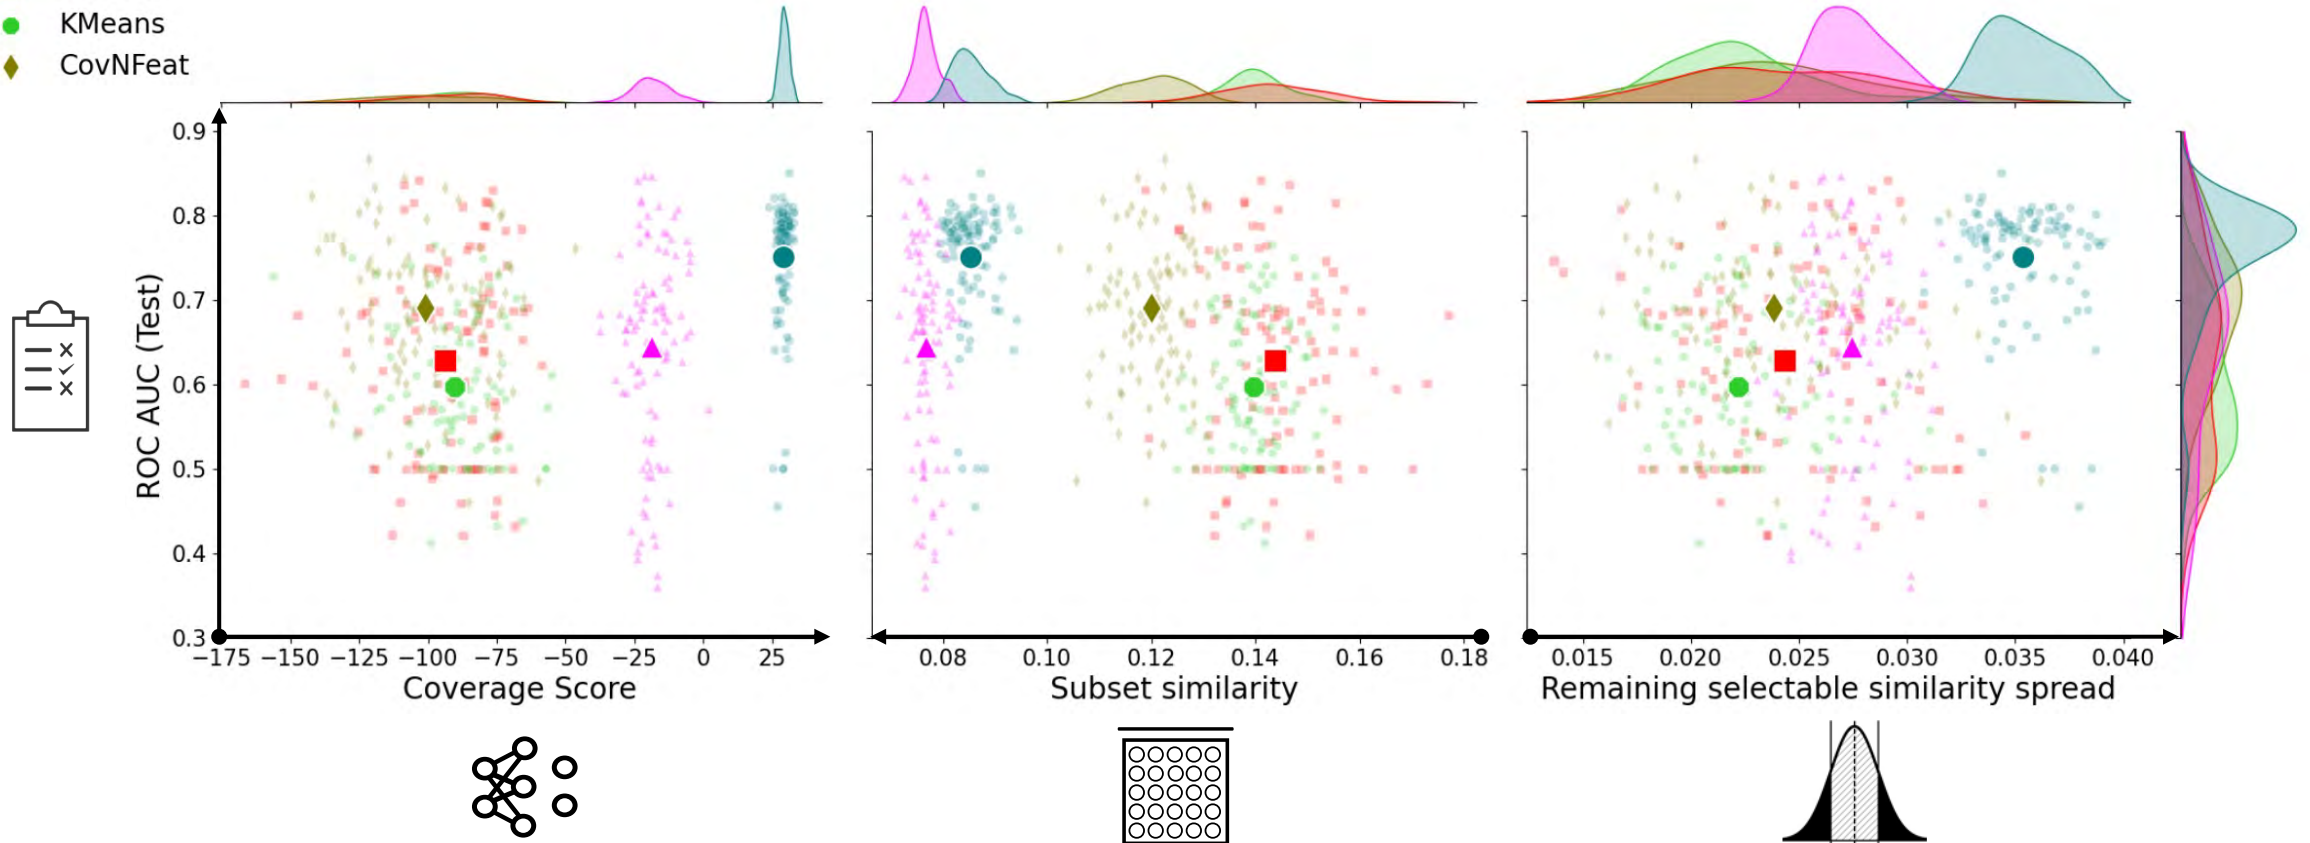 KMeans
CovNFeat
ROC AUC (Test)
0.9
0.8
0.7
0.6
0.5
0.4
0.3
−175 −150 −125 −100 −75 −50 −25 0 25
0.08 0.10 0.12 0.14 0.16 0.18
0.015 0.020 0.025 0.030 0.035 0.040
Coverage Score
Subset similarity
Remaining selectable similarity spread